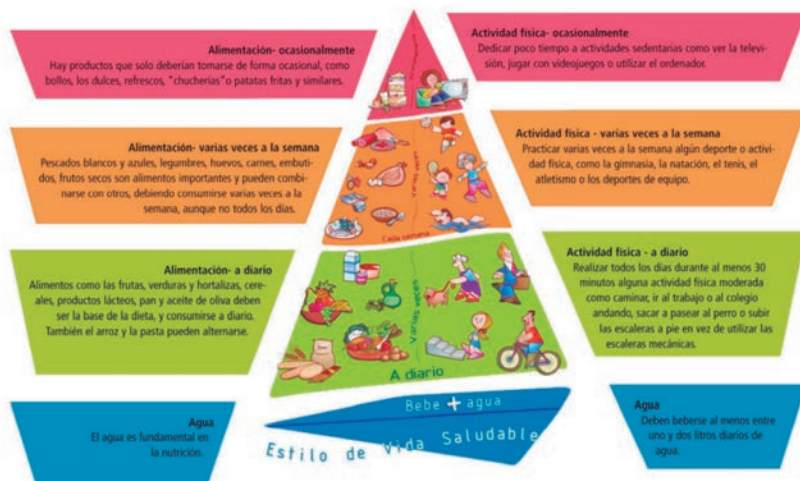 Alimentación- ocasionalmente
Hay productos que solo deberían tomarse de forma ocasional, como
bollos, los dulces, refrescos, "chucherías"o patatas fritas y similares.
Actividad física- ocasionalmente
Dedicar poco tiempo a actividades sedentarias como ver la televi-
sión, jugar con videojuegos o utilizar el ordenador.
Alimentación- varias veces a la semana
Pescados blancos y azules, legumbres, huevos, carnes, embuti-
dos, frutos secos son alimentos importantes y pueden combi-
narse con otros, debiendo consumirse varias veces a la
semana, aunque no todos los días.
Varias veces
Cada semana
Actividad física - varias veces a la semana
Practicar varias veces a la semana algún deporte o activi-
dad física, como la gimnasia, la natación, el tenis, el
atletismo o los deportes de equipo.
Alimentación- a diario
Alimentos como las frutas, verduras y hortalizas, cere-
ales, productos lácteos, pan y aceite de oliva deben
ser la base de la dieta, y consumirse a diario.
También el arroz y la pasta pueden alternarse.
Varias veces
A diario
Actividad física - a diario
Realizar todos los días durante al menos 30
minutos alguna actividad física moderada
como caminar, ir al trabajo o al colegio
andando, sacar a pasear al perro o subir
las escaleras a pie en vez de utilizar las
escaleras mecánicas.
Agua
El agua es fundamental en
la nutrición.
Bebe + agua
Estilo de Vida Saludable
Agua
Deben beberse al menos entre
uno y dos litros diarios de
agua.